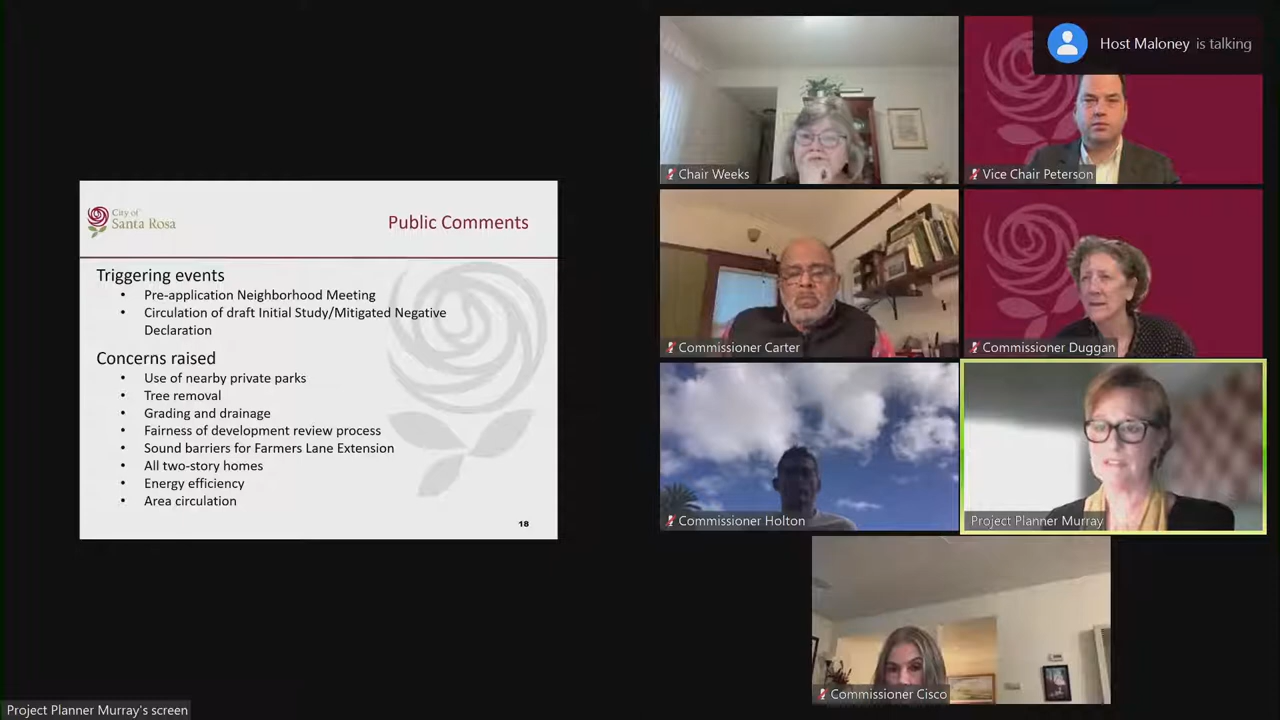 City of
Santa Rosa
Public Comments
Triggering events
• Pre-application Neighborhood Meeting
• Circulation of draft Initial Study/Mitigated Negative
Declaration
Concerns raised
• Use of nearby private parks
• Tree removal
• Grading and drainage
• Fairness of development review process
• Sound barriers for Farmers Lane Extension
• All two-story homes
• Energy efficiency
• Area circulation
18
Host Maloney is talking
Chair Weeks
Vice Chair Peterson
Commissioner Carter
Commissioner Duggan
Commissioner Holton
Project Planner Murray
Commissioner Cisco
Project Planner Murray's screen